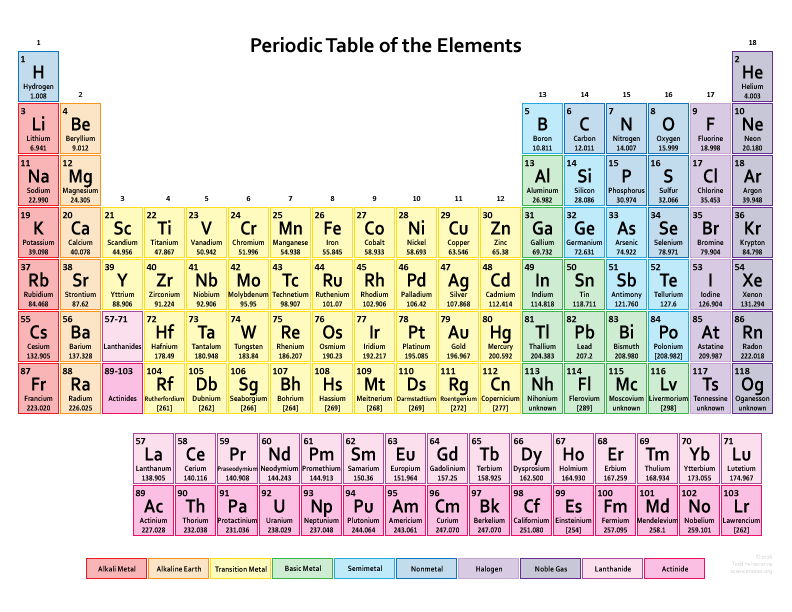 Periodic Table of the Elements
1 18
1 H Hydrogen 1.008
2 He Helium 4.003
2 13 14 15 16 17
3 Li Lithium 6.941
4 Be Beryllium 9.012
5 B Boron 10.811
6 C Carbon 12.011
7 N Nitrogen 14.007
8 O Oxygen 15.999
9 F Fluorine 18.998
10 Ne Neon 20.180
11 Na Sodium 22.990
12 Mg Magnesium 24.305
13 Al Aluminum 26.982
14 Si Silicon 28.086
15 P Phosphorus 30.974
16 S Sulfur 32.066
17 Cl Chlorine 35.453
18 Ar Argon 39.948
3 4 5 6 7 8 9 10 11 12
19 K Potassium 39.098
20 Ca Calcium 40.078
21 Sc Scandium 44.956
22 Ti Titanium 47.867
23 V Vanadium 50.942
24 Cr Chromium 51.996
25 Mn Manganese 54.938
26 Fe Iron 55.845
27 Co Cobalt 58.933
28 Ni Nickel 58.693
29 Cu Copper 63.546
30 Zn Zinc 65.38
31 Ga Gallium 69.732
32 Ge Germanium 72.631
33 As Arsenic 74.922
34 Se Selenium 78.971
35 Br Bromine 79.904
36 Kr Krypton 84.798
37 Rb Rubidium 84.468
38 Sr Strontium 87.62
39 Y Yttrium 88.906
40 Zr Zirconium 91.224
41 Nb Niobium 92.906
42 Mo Molybdenum 95.95
43 Tc Technetium 98.907
44 Ru Ruthenium 101.07
45 Rh Rhodium 102.906
46 Pd Palladium 106.42
47 Ag Silver 107.868
48 Cd Cadmium 112.414
49 In Indium 114.818
50 Sn Tin 118.711
51 Sb Antimony 121.760
52 Te Tellurium 127.6
53 I Iodine 126.904
54 Xe Xenon 131.294
55 Cs Cesium 132.905
56 Ba Barium 137.328
57-71 Lanthanides
72 Hf Hafnium 178.49
73 Ta Tantalum 180.948
74 W Tungsten 183.84
75 Re Rhenium 186.207
76 Os Osmium 190.23
77 Ir Iridium 192.217
78 Pt Platinum 195.085
79 Au Gold 196.967
80 Hg Mercury 200.592
81 Tl Thallium 204.383
82 Pb Lead 207.2
83 Bi Bismuth 208.980
84 Po Polonium [208.982]
85 At Astatine 209.987
86 Rn Radon 222.018
87 Fr Francium 223.020
88 Ra Radium 226.025
89-103 Actinides
104 Rf Rutherfordium [261]
105 Db Dubnium [262]
106 Sg Seaborgium [266]
107 Bh Bohrium [264]
108 Hs Hassium [269]
109 Mt Meitnerium [268]
110 Ds Darmstadtium [269]
111 Rg Roentgenium [272]
112 Cn Copernicium [277]
113 Nh Nihonium unknown
114 Fl Flerovium [289]
115 Mc Moscovium unknown
116 Lv Livermorium [298]
117 Ts Tennessine unknown
118 Og Oganesson unknown
57 La Lanthanum 138.905
58 Ce Cerium 140.116
59 Pr Praseodymium 140.908
60 Nd Neodymium 144.243
61 Pm Promethium 144.913
62 Sm Samarium 150.36
63 Eu Europium 151.964
64 Gd Gadolinium 157.25
65 Tb Terbium 158.925
66 Dy Dysprosium 162.500
67 Ho Holmium 164.930
68 Er Erbium 167.259
69 Tm Thulium 168.934
70 Yb Ytterbium 173.055
71 Lu Lutetium 174.967
89 Ac Actinium 227.028
90 Th Thorium 232.038
91 Pa Protactinium 231.036
92 U Uranium 238.029
93 Np Neptunium 237.048
94 Pu Plutonium 244.064
95 Am Americium 243.061
96 Cm Curium 247.070
97 Bk Berkelium 247.070
98 Cf Californium 251.080
99 Es Einsteinium [254]
100 Fm Fermium 257.095
101 Md Mendelevium 258.1
102 No Nobelium 259.101
103 Lr Lawrencium [262]
Alkali Metal
Alkaline Earth
Transition Metal
Basic Metal
Semimetal
Nonmetal
Halogen
Noble Gas
Lanthanide
Actinide